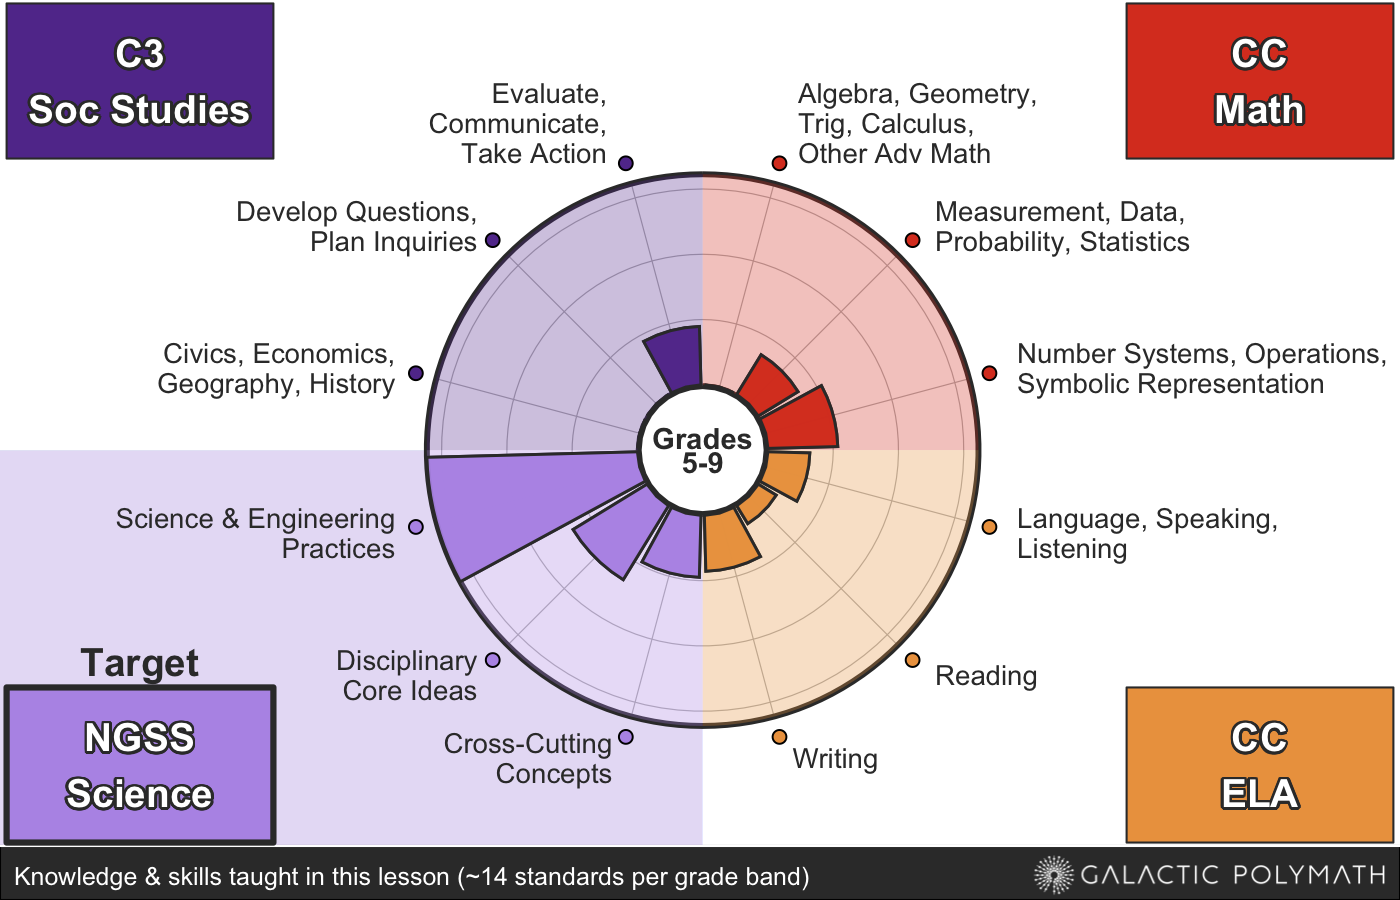 C3
Soc Studies
CC
Math
Evaluate,
Communicate,
Take Action
Algebra, Geometry,
Trig, Calculus,
Other Adv Math
Develop Questions,
Plan Inquiries
Measurement, Data,
Probability, Statistics
Civics, Economics,
Geography, History
Number Systems, Operations,
Symbolic Representation
Grades
5-9
Science & Engineering
Practices
Language, Speaking,
Listening
Disciplinary
Core Ideas
Reading
Cross-Cutting
Concepts
Writing
Target
NGSS
Science
CC
ELA
Knowledge & skills taught in this lesson (~14 standards per grade band)
GALACTIC POLYMATH